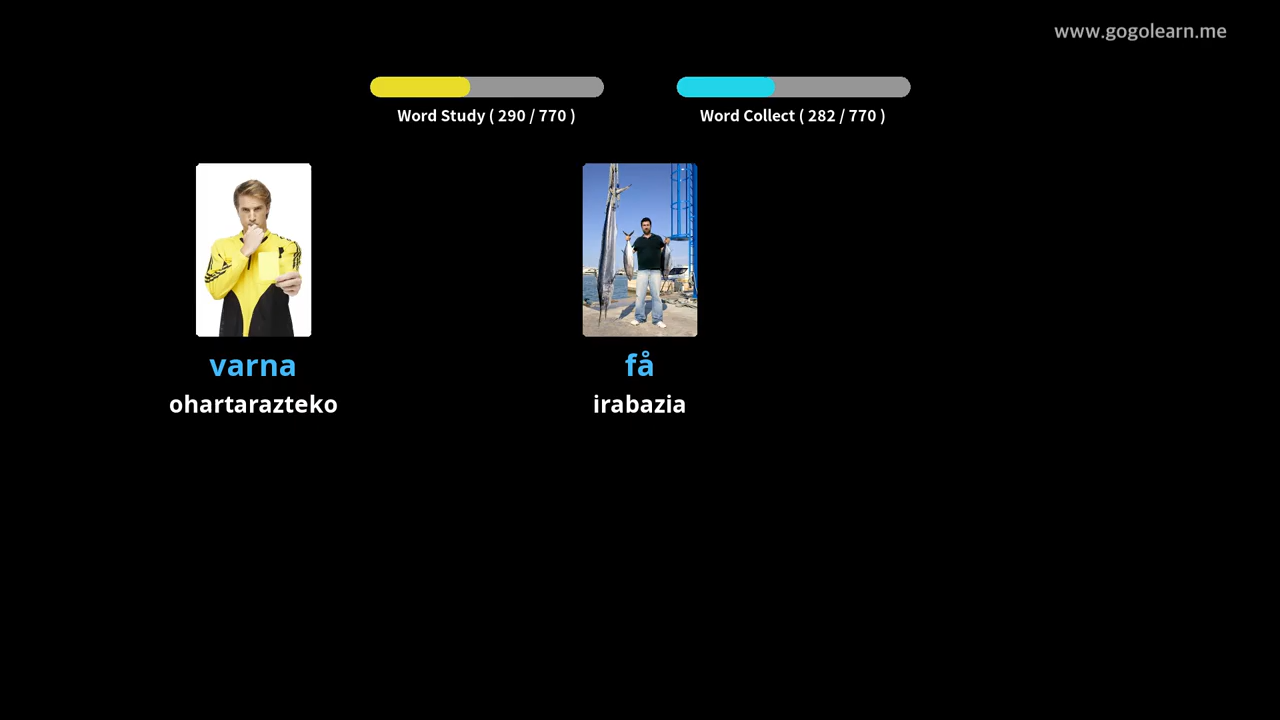 www.gogolearn.me
Word Study ( 290 / 770 )
Word Collect ( 282 / 770 )
varna
ohartarazteko
få
irabazia